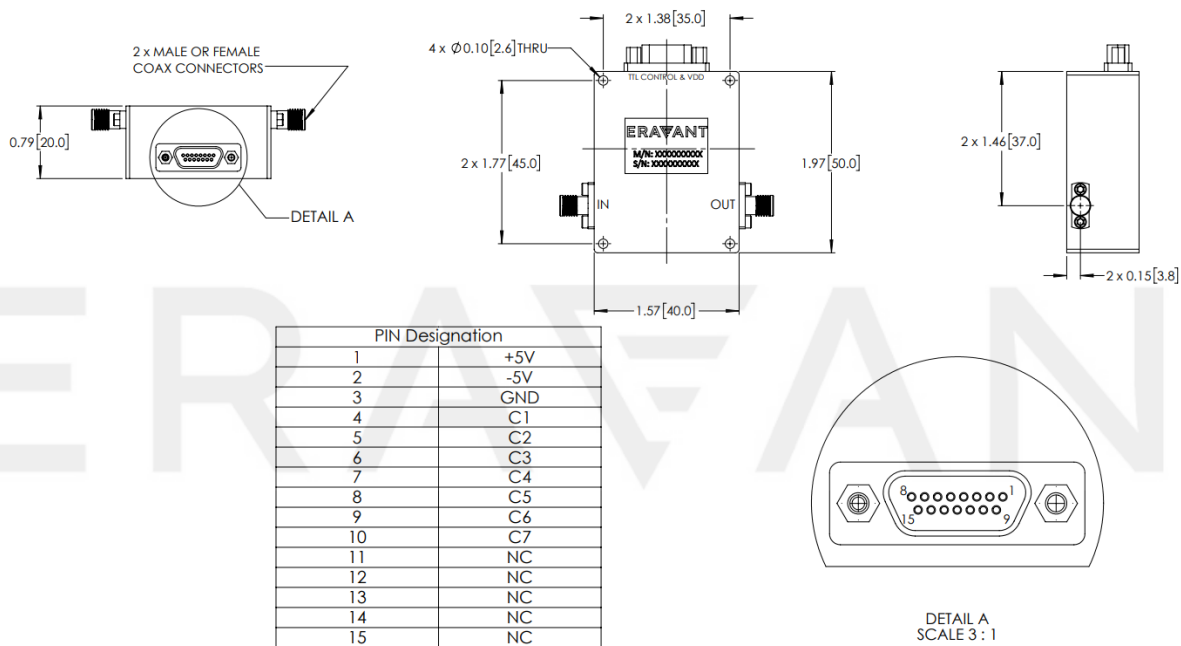 2 x 1.38[35.0]
4 x Ø0.10[2.6]THRU
2 x MALE OR FEMALE
COAX CONNECTORS
0.79[20.0]
DETAIL A
TTL CONTROL & VDD
ERAVANT
M/N: XXXXXXXXXX
S/N: XXXXXXXXXX
2 x 1.77[45.0]
1.97[50.0]
IN
OUT
1.57[40.0]
2 x 1.46[37.0]
2 x 0.15[3.8]
ERAVAN
PIN Designation
1 +5V
2 -5V
3 GND
4 C1
5 C2
6 C3
7 C4
8 C5
9 C6
10 C7
11 NC
12 NC
13 NC
14 NC
15 NC
8 1
15 9
DETAIL A
SCALE 3 : 1